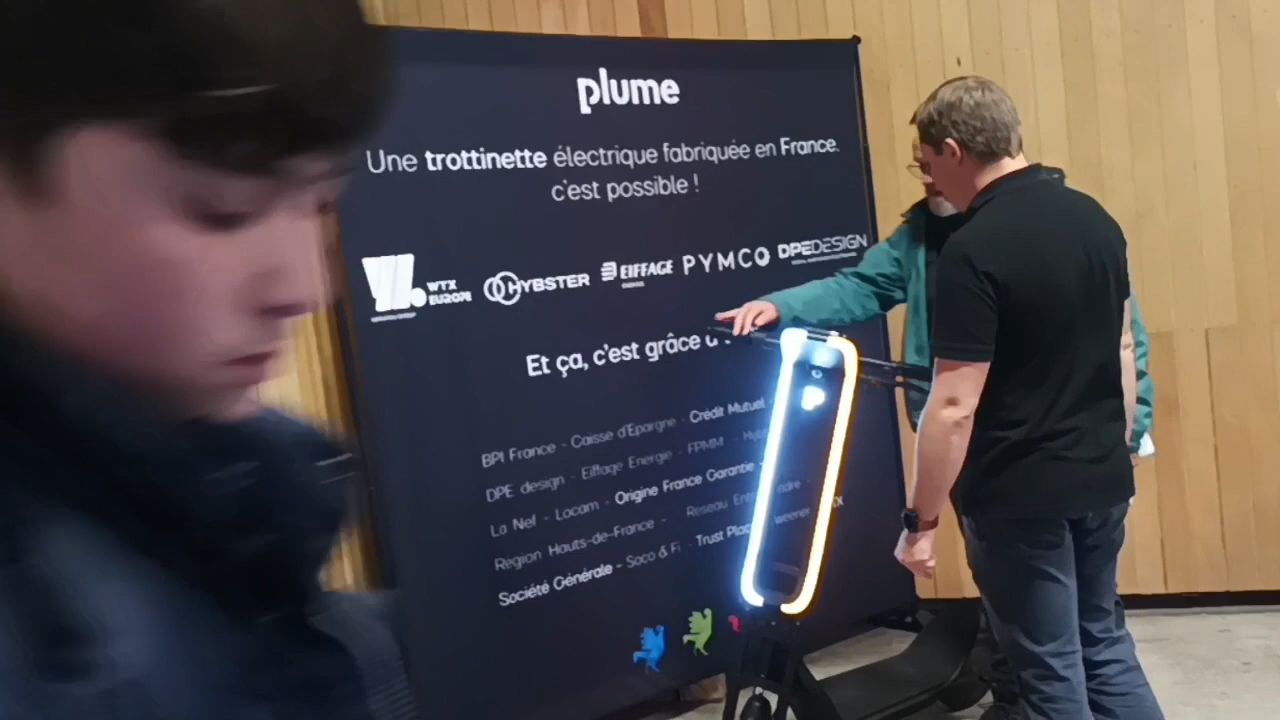 plume
Une trottinette électrique fabriquée en France.
c'est possible !
WTX EUROPE HYBSTER EIFFAGE PYMCO DPEDESIGN
Et ça, c'est grâce à
BPI France - Caisse d'Epargne - Crédit Mutuel
DPE design - Eiffage Energie - FPMM -
La Nef - Locam - Origine France Garantie -
Région Hauts-de-France - Reseau
Société Générale - Soco & Fi - Trust